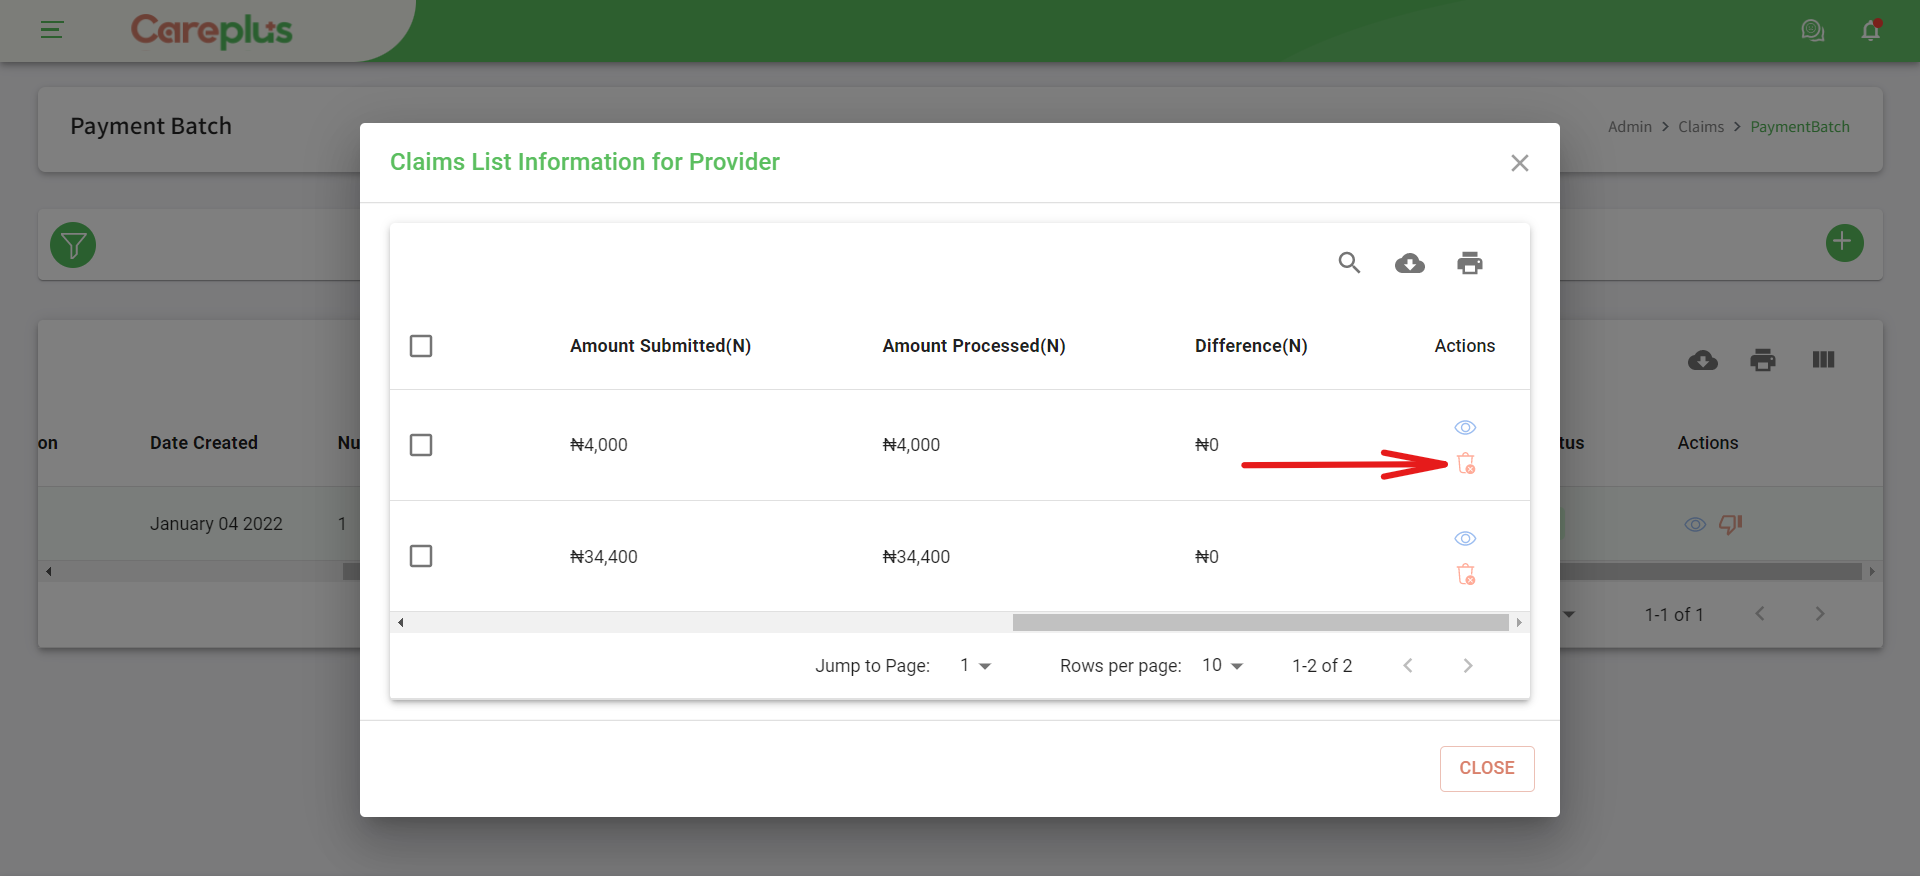 Careplus
Payment Batch
Admin > Claims > PaymentBatch
Claims List Information for Provider
Amount Submitted(N) Amount Processed(N) Difference(N) Actions
₦4,000 ₦4,000 ₦0
₦34,400 ₦34,400 ₦0
Jump to Page: 1 Rows per page: 10 1-2 of 2
CLOSE
on Date Created Nu tus Actions
January 04 2022 1
1-1 of 1